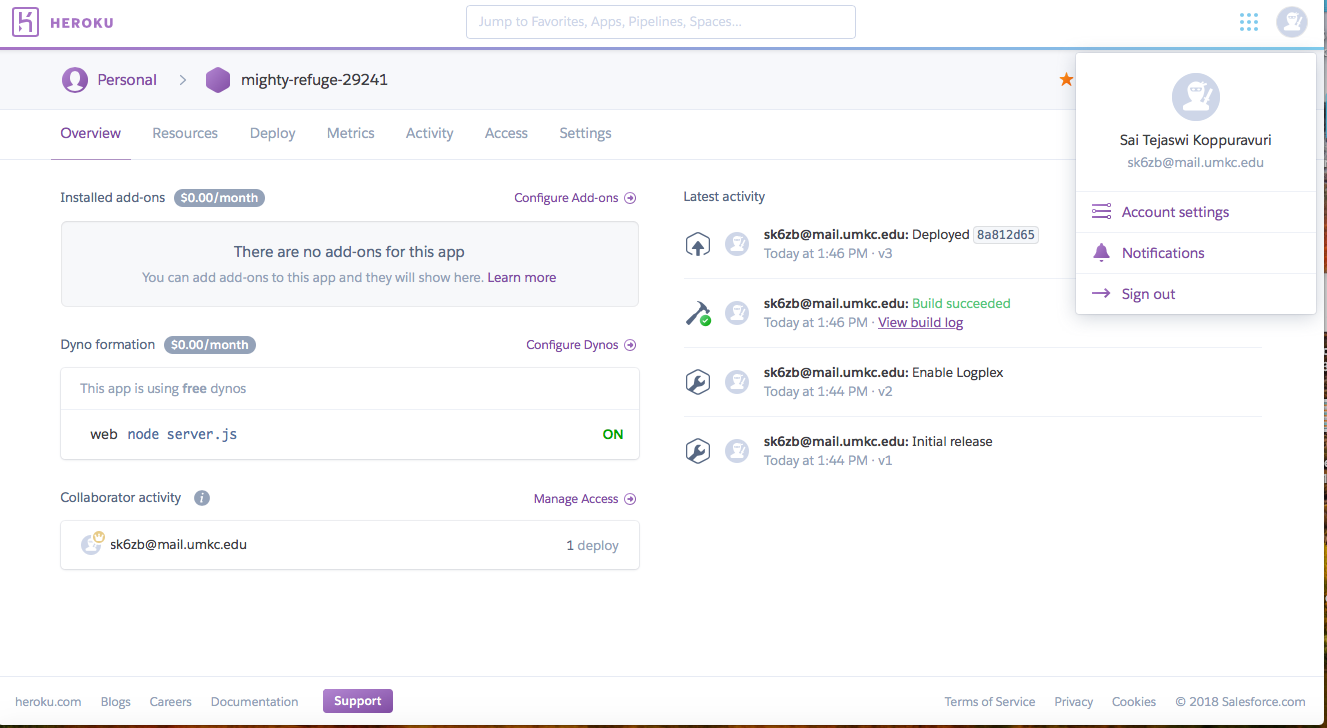 HEROKU
Jump to Favorites, Apps, Pipelines, Spaces...
Personal
mighty-refuge-29241
Overview Resources Deploy Metrics Activity Access Settings
Sai Tejaswi Koppuravuri
sk6zb@mail.umkc.edu
Account settings
Notifications
Sign out
Installed add-ons $0.00/month Configure Add-ons
There are no add-ons for this app
You can add add-ons to this app and they will show here. Learn more
Dyno formation $0.00/month Configure Dynos
This app is using free dynos
web node server.js ON
Collaborator activity i Manage Access
sk6zb@mail.umkc.edu 1 deploy
Latest activity
sk6zb@mail.umkc.edu: Deployed 8a812d65
Today at 1:46 PM · v3
sk6zb@mail.umkc.edu: Build succeeded
Today at 1:46 PM · View build log
sk6zb@mail.umkc.edu: Enable Logplex
Today at 1:44 PM · v2
sk6zb@mail.umkc.edu: Initial release
Today at 1:44 PM · v1
heroku.com Blogs Careers Documentation Support Terms of Service Privacy Cookies © 2018 Salesforce.com